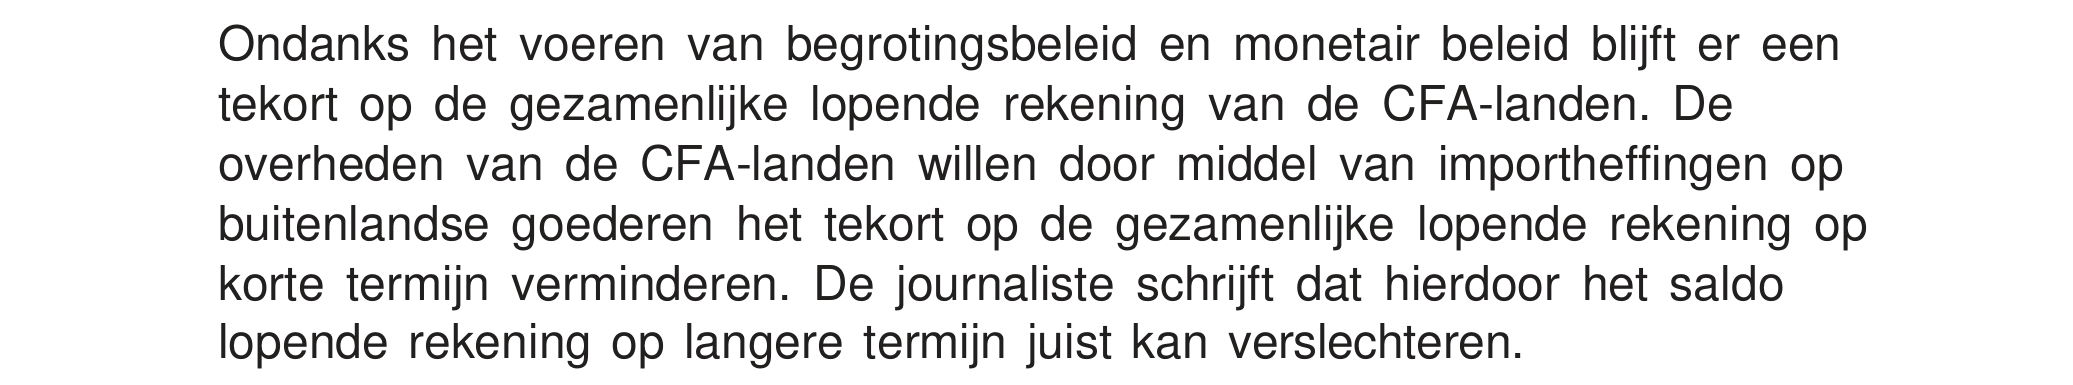 Ondanks het voeren van begrotingsbeleid en monetair beleid blijft er een
tekort op de gezamenlijke lopende rekening van de CFA-landen. De
overheden van de CFA-landen willen door middel van importheffingen op
buitenlandse goederen het tekort op de gezamenlijke lopende rekening op
korte termijn verminderen. De journaliste schrijft dat hierdoor het saldo
lopende rekening op langere termijn juist kan verslechteren.